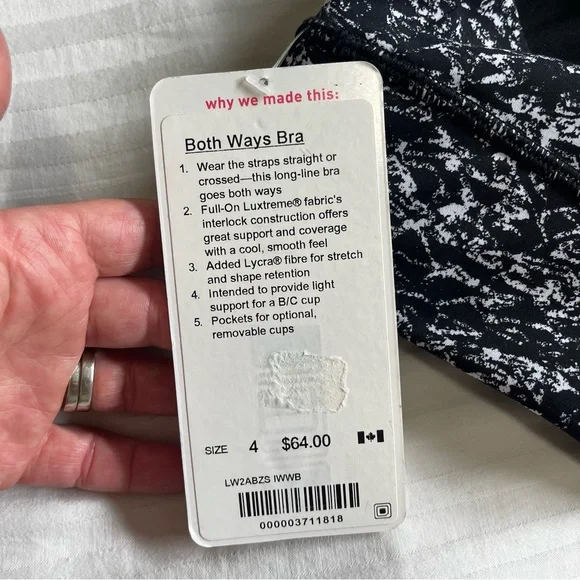 why we made this:
Both Ways Bra
1. Wear the straps straight or
crossed—this long-line bra
goes both ways
2. Full-On Luxtreme® fabric's
interlock construction offers
great support and coverage
with a cool, smooth feel
3. Added Lycra® fibre for stretch
and shape retention
4. Intended to provide light
support for a B/C cup
5. Pockets for optional,
removable cups
SIZE 4 $64.00
LW2ABZS IWWB
000003711818